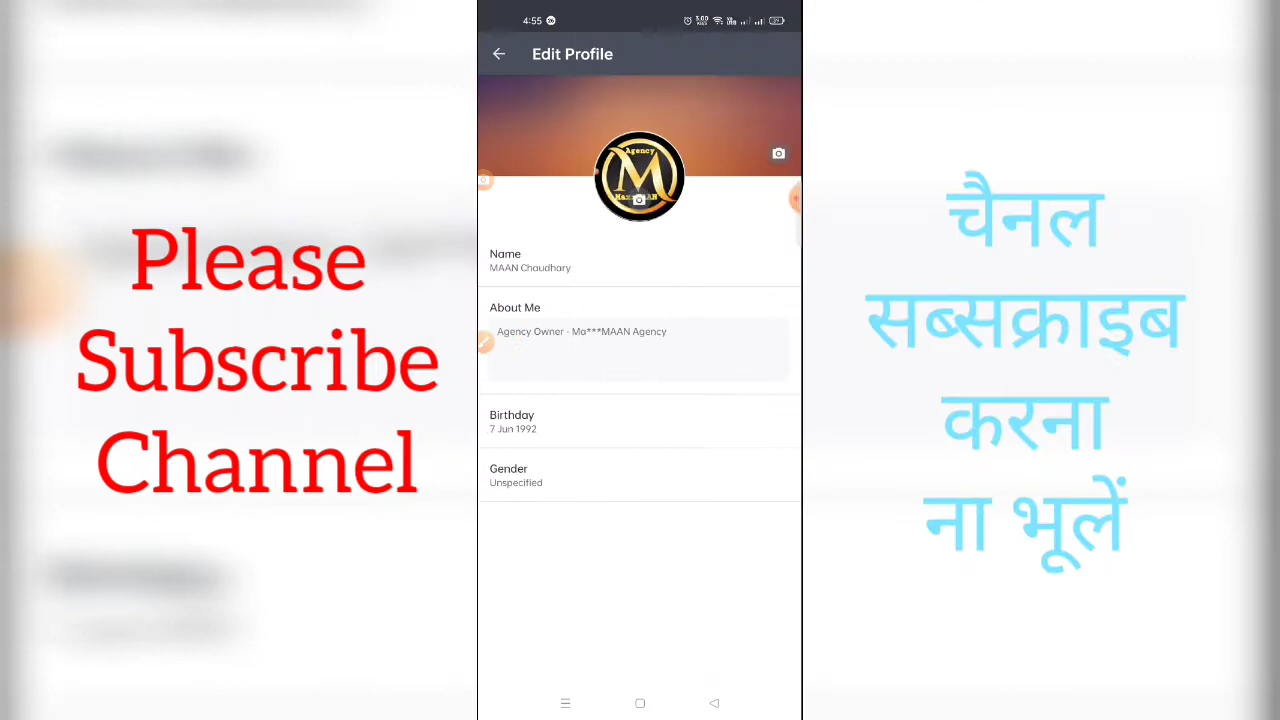 4:55
Edit Profile
Agency
M
Please
Subscribe
Channel
Name
MAAN Chaudhary
About Me
Agency Owner - Ma***MAAN Agency
Birthday
7 Jun 1992
Gender
Unspecified
चैनल
सब्सक्राइब
करना
ना भूलें